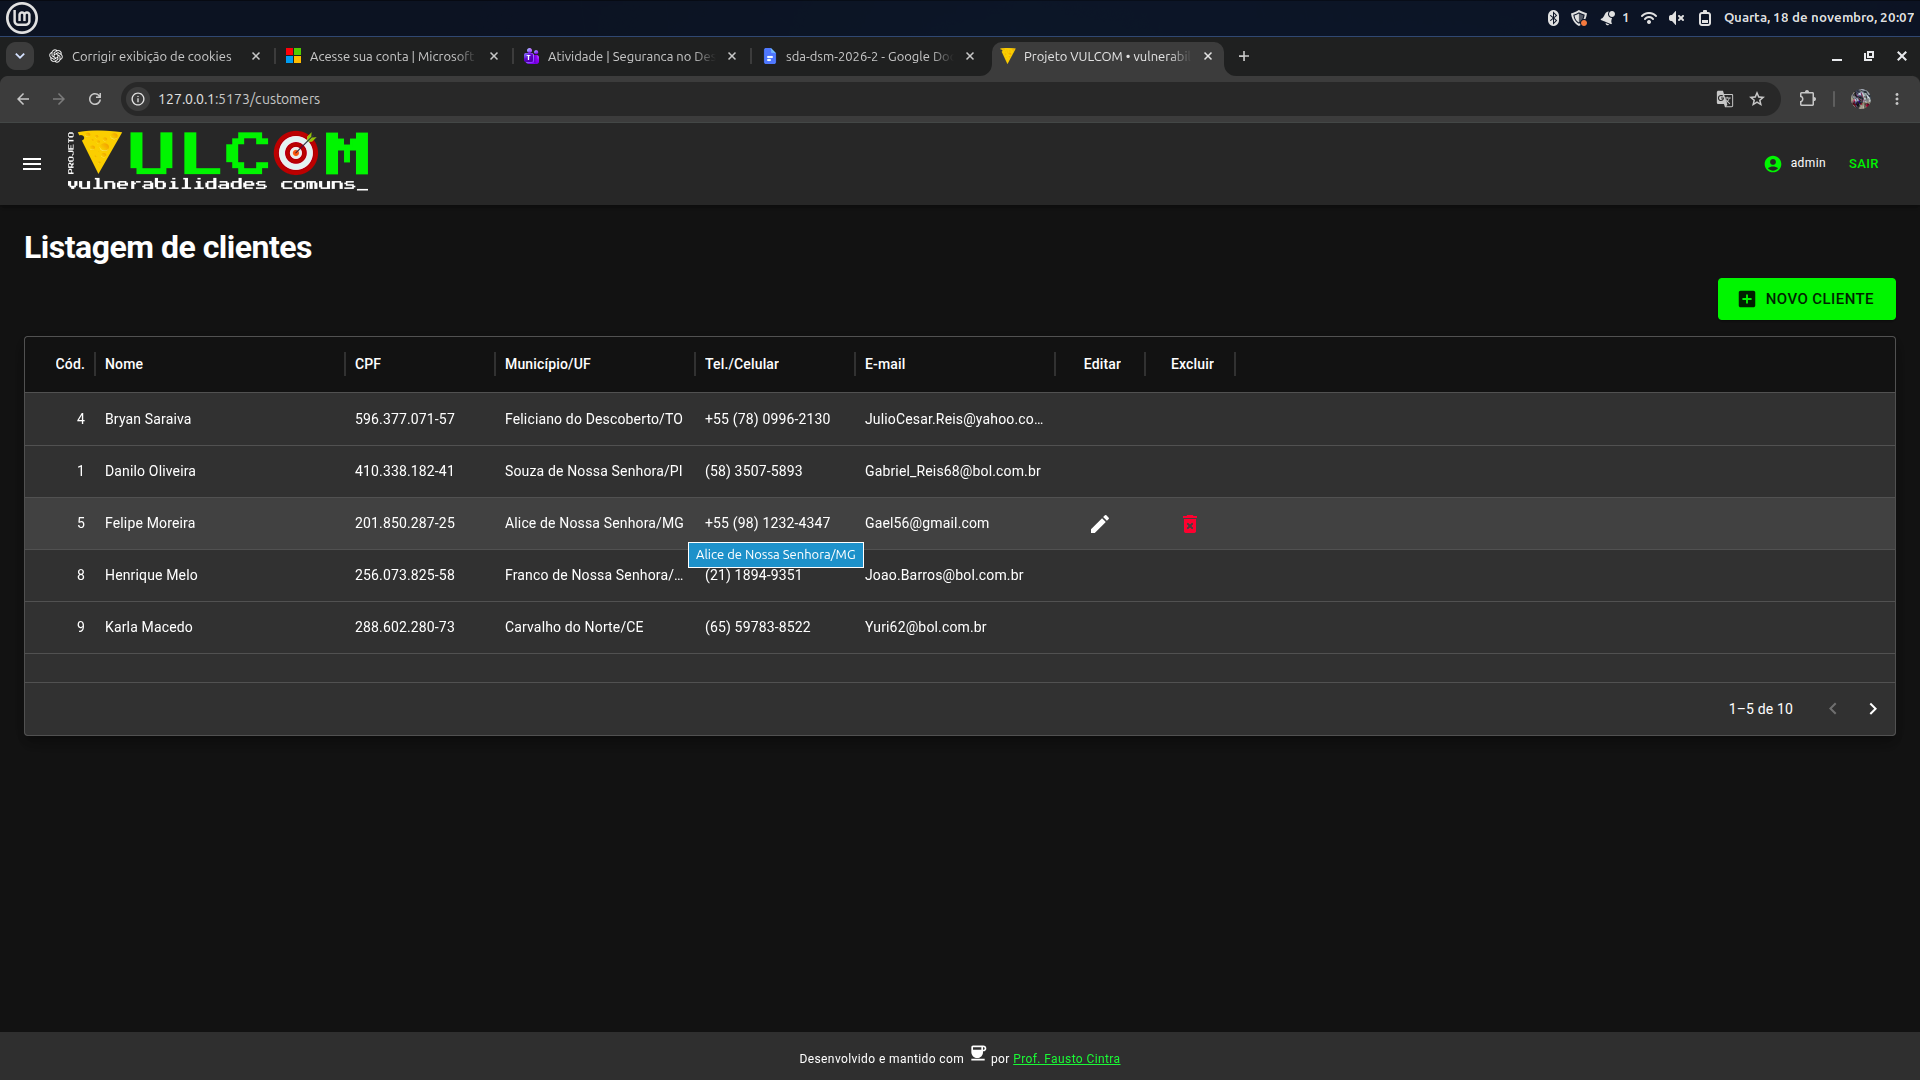 1 Quarta, 18 de novembro, 20:07
Corrigir exibição de cookies
Acesse sua conta | Microsoft
Atividade | Seguranca no Des
sda-dsm-2026-2 - Google Do
Projeto VULCOM • vulnerabil
127.0.0.1:5173/customers
PROJETO VULCOM
vulnerabilidades comuns_
admin SAIR
Listagem de clientes
NOVO CLIENTE
Cód. Nome CPF Município/UF Tel./Celular E-mail Editar Excluir
4 Bryan Saraiva 596.377.071-57 Feliciano do Descoberto/TO +55 (78) 0996-2130 JulioCesar.Reis@yahoo.co...
1 Danilo Oliveira 410.338.182-41 Souza de Nossa Senhora/PI (58) 3507-5893 Gabriel_Reis68@bol.com.br
5 Felipe Moreira 201.850.287-25 Alice de Nossa Senhora/MG +55 (98) 1232-4347 Gael56@gmail.com
Alice de Nossa Senhora/MG
8 Henrique Melo 256.073.825-58 Franco de Nossa Senhora/... (21) 1894-9351 Joao.Barros@bol.com.br
9 Karla Macedo 288.602.280-73 Carvalho do Norte/CE (65) 59783-8522 Yuri62@bol.com.br
1–5 de 10
Desenvolvido e mantido com por Prof. Fausto Cintra